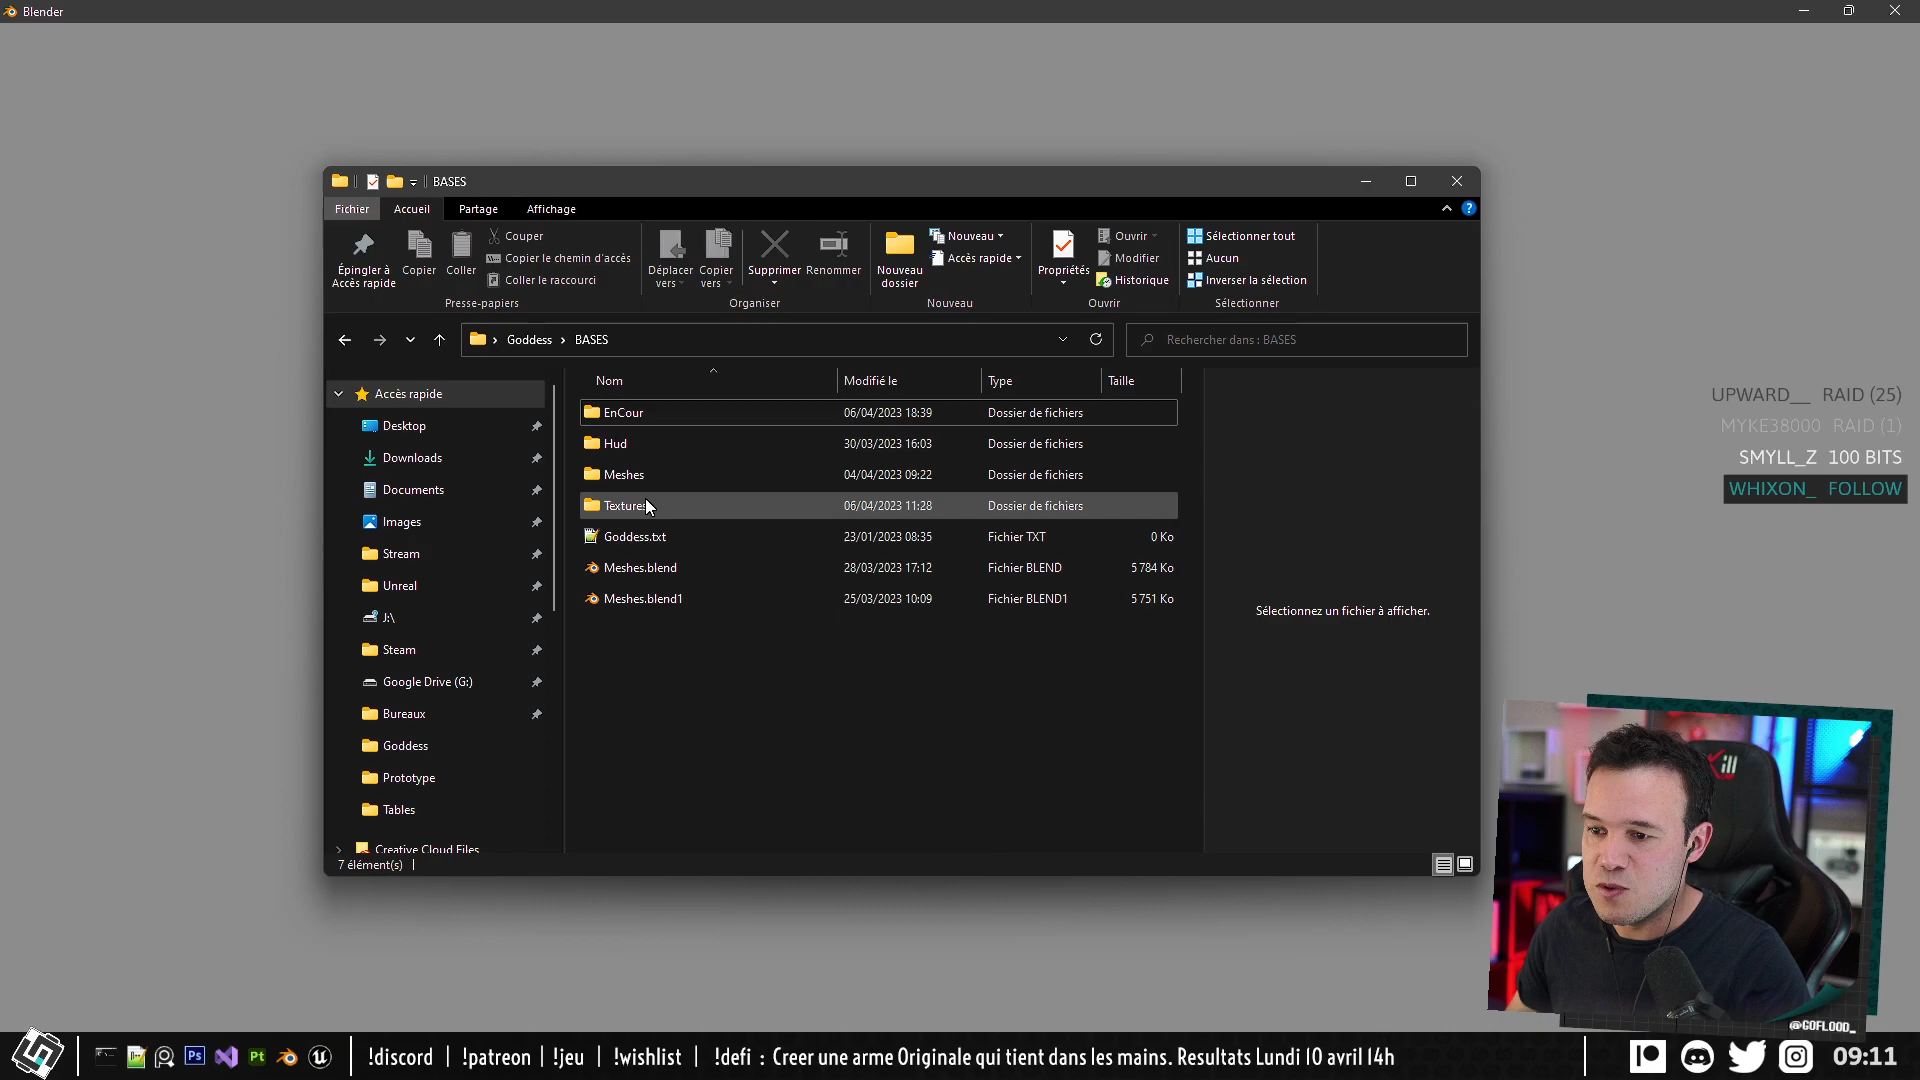 Blender
BASES
Fichier
Accueil
Partage
Affichage
Épingler à
Accès rapide
Copier
Coller
Couper
Copier le chemin d'accès
Coller le raccourci
Déplacer
vers
Copier
vers
Supprimer
Renommer
Nouveau
dossier
Nouveau
Accès rapide
Propriétés
Ouvrir
Modifier
Historique
Sélectionner tout
Aucun
Inverser la sélection
Presse-papiers
Organiser
Nouveau
Ouvrir
Sélectionner
Goddess
BASES
Rechercher dans : BASES
Accès rapide
Desktop
Downloads
Documents
Images
Stream
Unreal
J:\
Steam
Google Drive (G:)
Bureaux
Goddess
Prototype
Tables
Creative Cloud Files
Nom Modifié le Type Taille
EnCour 06/04/2023 18:39 Dossier de fichiers
Hud 30/03/2023 16:03 Dossier de fichiers
Meshes 04/04/2023 09:22 Dossier de fichiers
Textures 06/04/2023 11:28 Dossier de fichiers
Goddess.txt 23/01/2023 08:35 Fichier TXT 0 Ko
Meshes.blend 28/03/2023 17:12 Fichier BLEND 5 784 Ko
Meshes.blend1 25/03/2023 10:09 Fichier BLEND1 5 751 Ko
Sélectionnez un fichier à afficher.
7 élément(s)
UPWARD__ RAID (25)
MYKE38000 RAID (1)
SMYLL_Z 100 BITS
WHIXON_ FOLLOW
@GOFLOOD_
Ps
Pt
!discord | !patreon | !jeu | !wishlist | !defi : Creer une arme Originale qui tient dans les mains. Resultats Lundi 10 avril 14h
09:11